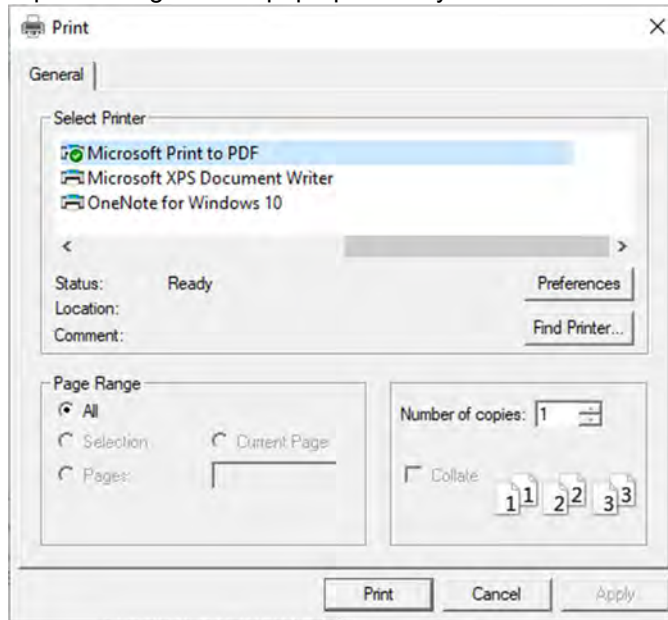 Print
General
Select Printer
Microsoft Print to PDF
Microsoft XPS Document Writer
OneNote for Windows 10
Status: Ready
Preferences
Location:
Comment:
Find Printer...
Page Range
All
Selection Current Page
Pages:
Number of copies: 1
Collate
1 1 2 2 3 3
Print Cancel Apply